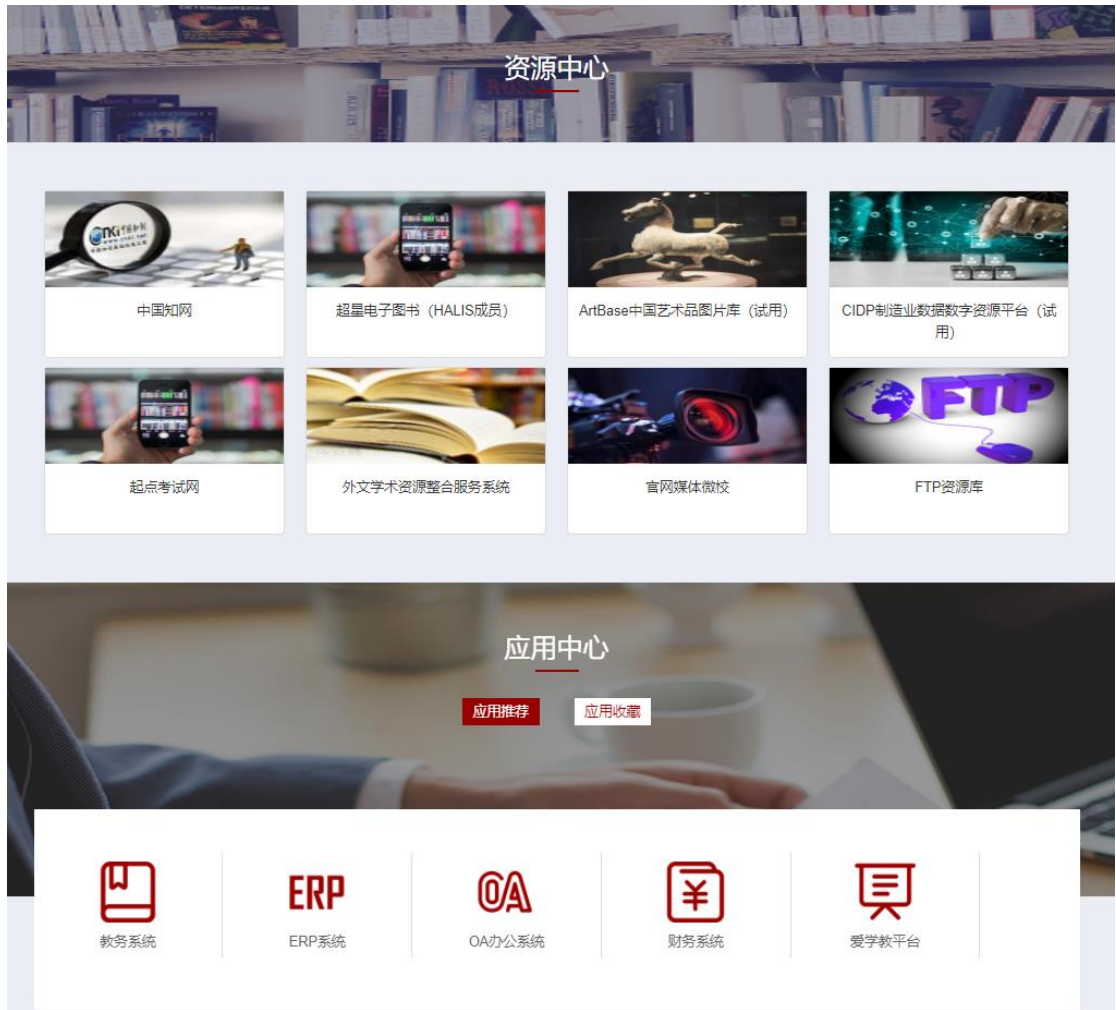 资源中心
中国知网
超星电子图书（HALIS成员）
ArtBase中国艺术品图片库（试用）
CIDP制造业数据数字资源平台（试
用）
起点考试网
外文学术资源整合服务系统
官网媒体微校
FTP
FTP资源库
应用中心
应用推荐
应用收藏
教务系统
ERP
ERP系统
OA
OA办公系统
财务系统
爱学教平台